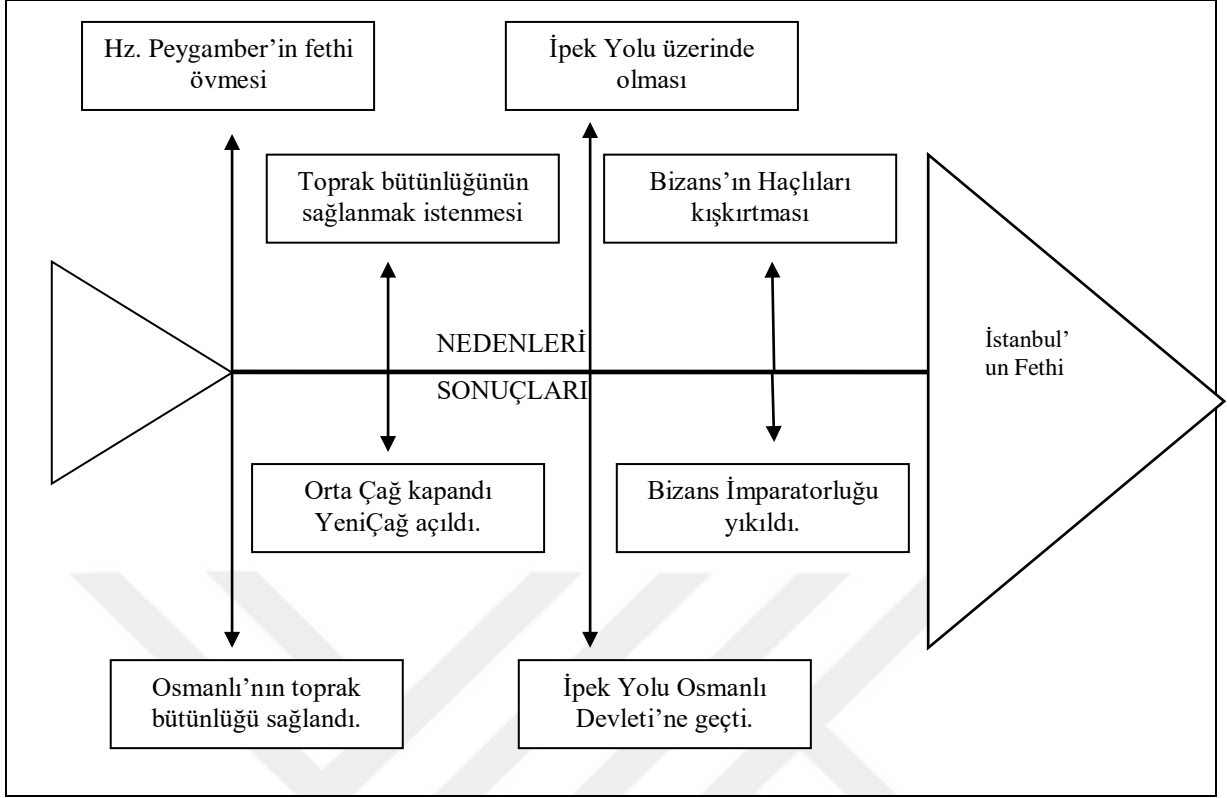 Hz. Peygamber’in fethi
övmesi
İpek Yolu üzerinde
olması
Toprak bütünlüğünün
sağlanmak istenmesi
Bizans’ın Haçlıları
kışkırtması
NEDENLERİ
SONUÇLARI
İstanbul’
un Fethi
Orta Çağ kapandı
YeniÇağ açıldı.
Bizans İmparatorluğu
yıkıldı.
Osmanlı’nın toprak
bütünlüğü sağlandı.
İpek Yolu Osmanlı
Devleti’ne geçti.